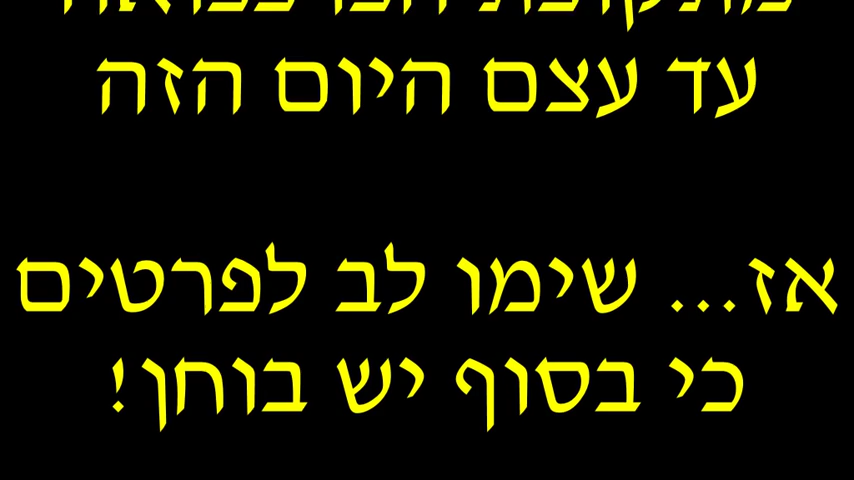 עד עצם היום הזה
אז... שימו לב לפרטים
כי בסוף יש בוחן!